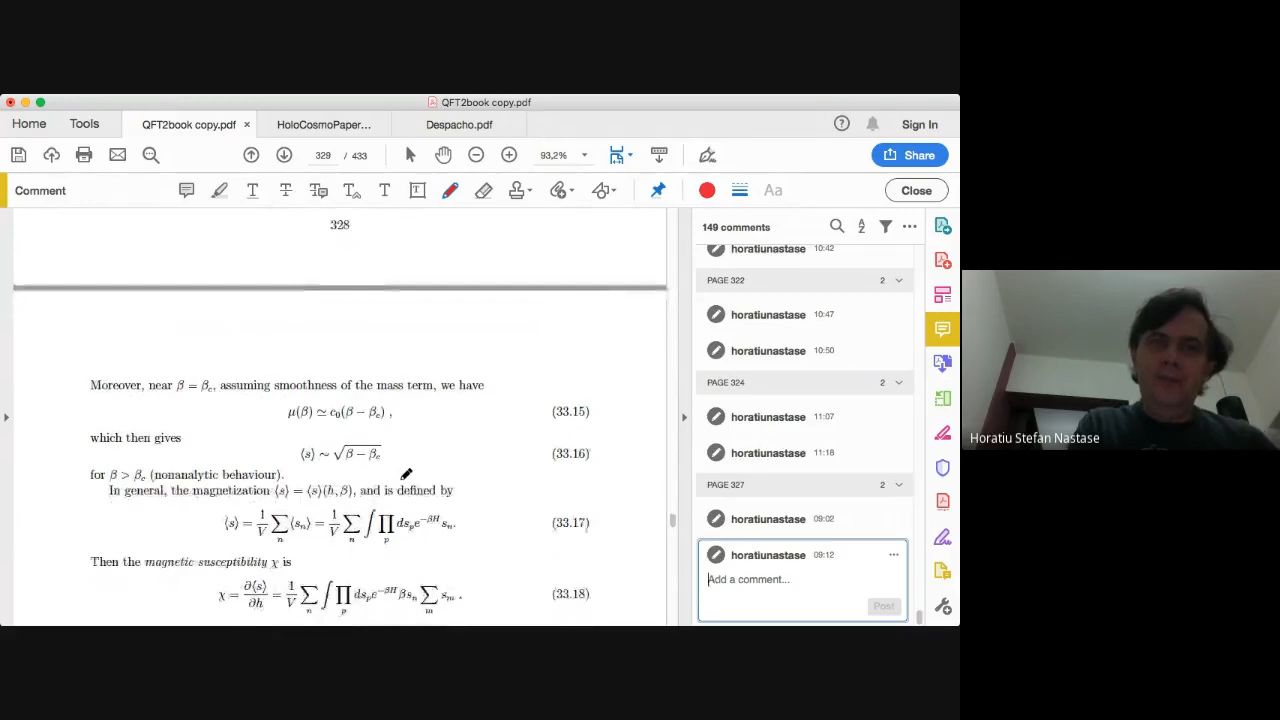 QFT2book copy.pdf
Home
Tools
QFT2book copy.pdf ×
HoloCosmoPaper...
Despacho.pdf
Sign In
329 / 433
93,2%
Share
Comment
Close
328
Moreover, near β = β_c, assuming smoothness of the mass term, we have
μ(β) ≃ c₀(β − β_c) , (33.15)
which then gives
⟨s⟩ ∼ √(β − β_c) (33.16)
for β > β_c (nonanalytic behaviour).
In general, the magnetization ⟨s⟩ = ⟨s⟩(h, β), and is defined by
⟨s⟩ = 1/V ∑_n ⟨s_n⟩ = 1/V ∑_n ∫ ∏_p ds_p e^{−βH} s_n. (33.17)
Then the magnetic susceptibility χ is
χ = ∂⟨s⟩/∂h = 1/V ∑_n ∫ ∏_p ds_p e^{−βH} β s_n ∑_m s_m . (33.18)
149 comments
horatiunastase 10:42
PAGE 322 2
horatiunastase 10:47
horatiunastase 10:50
PAGE 324 2
horatiunastase 11:07
horatiunastase 11:18
PAGE 327 2
horatiunastase 09:02
horatiunastase 09:12
Add a comment...
Post
Horatiu Stefan Nastase